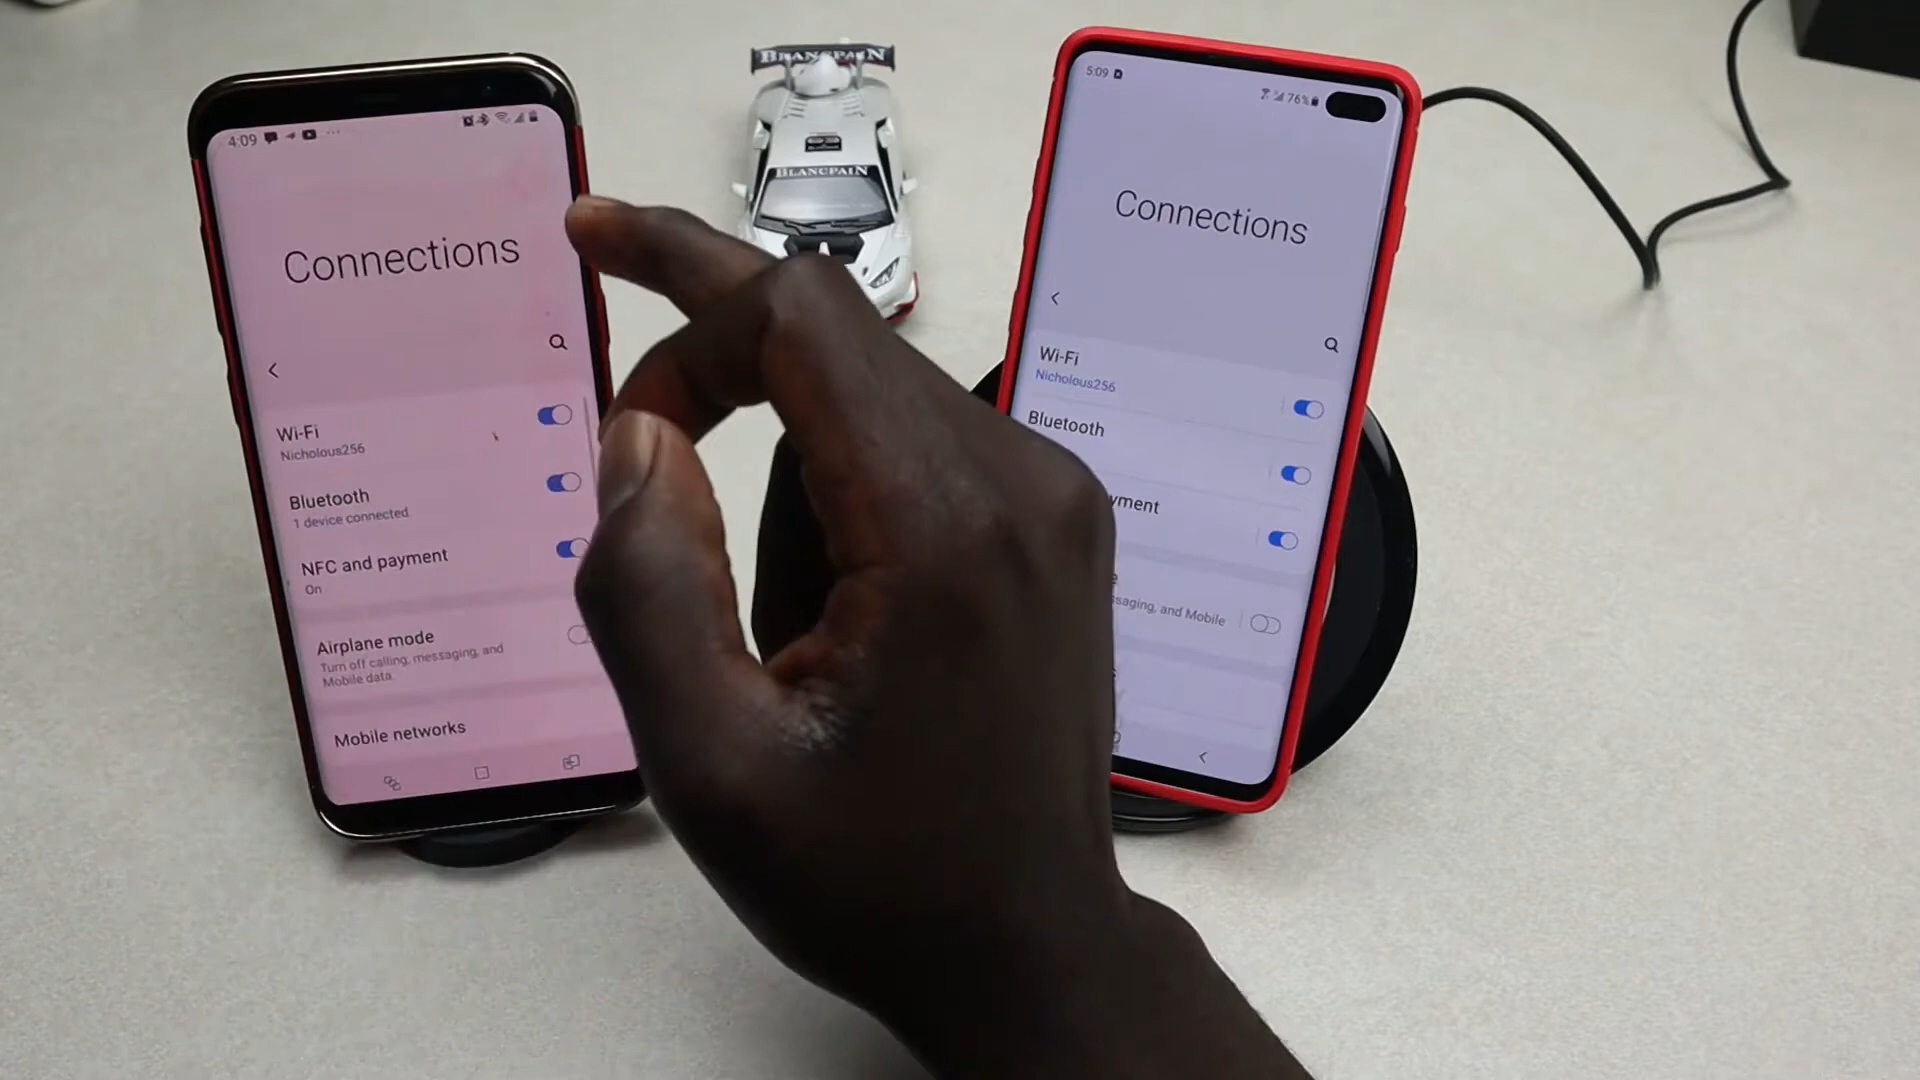 4:09
Connections
Wi-Fi
Nicholous256
Bluetooth
1 device connected
NFC and payment
On
Airplane mode
Turn off calling, messaging, and
Mobile data.
Mobile networks
BLANCPAIN
BLANCPAIN
5:09
76%
Connections
Wi-Fi
Nicholous256
Bluetooth
yment
ssaging, and Mobile